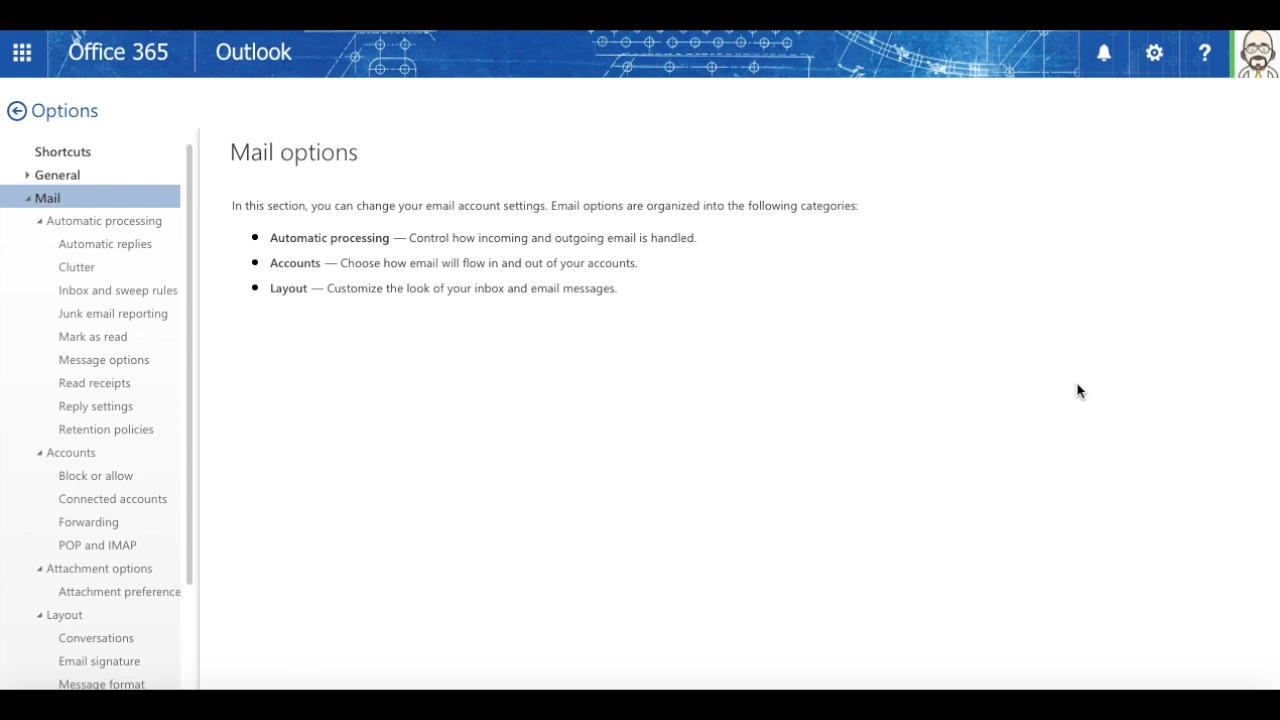 Office 365 Outlook ?
Options
Shortcuts
General
Mail
Automatic processing
Automatic replies
Clutter
Inbox and sweep rules
Junk email reporting
Mark as read
Message options
Read receipts
Reply settings
Retention policies
Accounts
Block or allow
Connected accounts
Forwarding
POP and IMAP
Attachment options
Attachment preference
Layout
Conversations
Email signature
Message format
Mail options
In this section, you can change your email account settings. Email options are organized into the following categories:
• Automatic processing — Control how incoming and outgoing email is handled.
• Accounts — Choose how email will flow in and out of your accounts.
• Layout — Customize the look of your inbox and email messages.